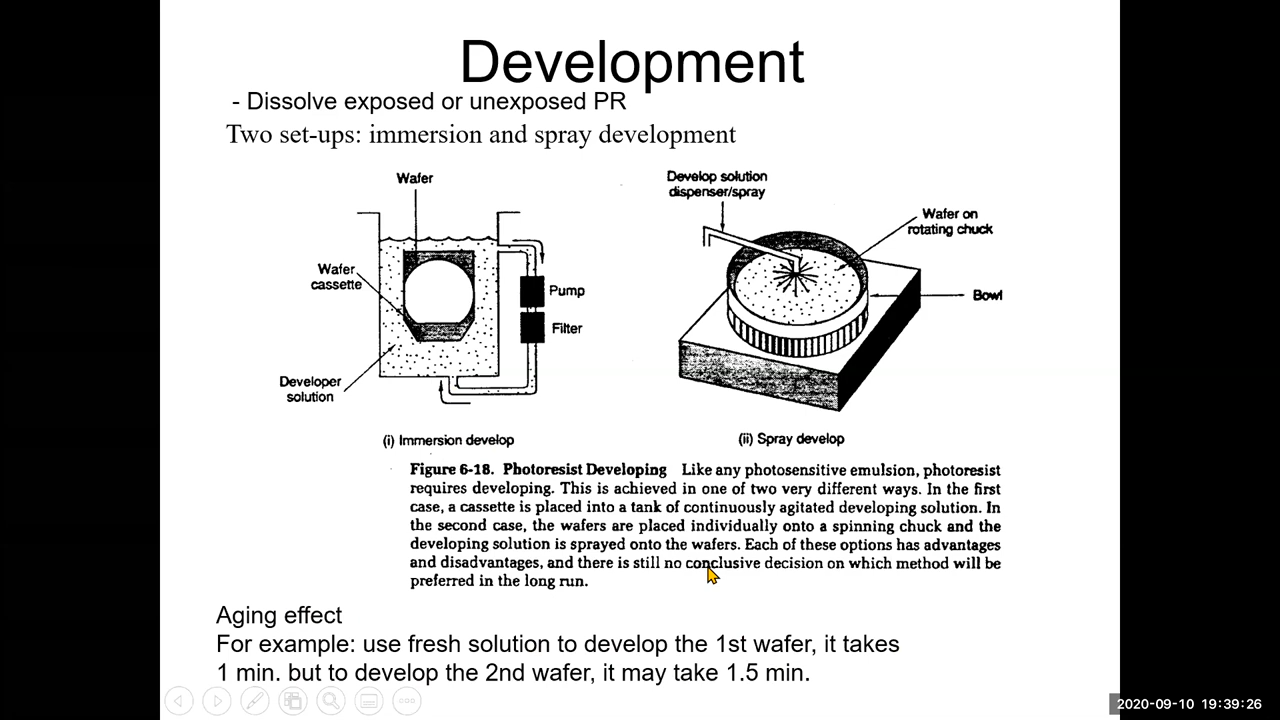 Development
- Dissolve exposed or unexposed PR
Two set-ups: immersion and spray development
Wafer
Wafer
cassette
Pump
Filter
Developer
solution
(i) Immersion develop
Develop solution
dispenser/spray
Wafer on
rotating chuck
Bowl
(ii) Spray develop
Figure 6-18. Photoresist Developing Like any photosensitive emulsion, photoresist
requires developing. This is achieved in one of two very different ways. In the first
case, a cassette is placed into a tank of continuously agitated developing solution. In
the second case, the wafers are placed individually onto a spinning chuck and the
developing solution is sprayed onto the wafers. Each of these options has advantages
and disadvantages, and there is still no conclusive decision on which method will be
preferred in the long run.
Aging effect
For example: use fresh solution to develop the 1st wafer, it takes
1 min. but to develop the 2nd wafer, it may take 1.5 min.
2020-09-10 19:39:26